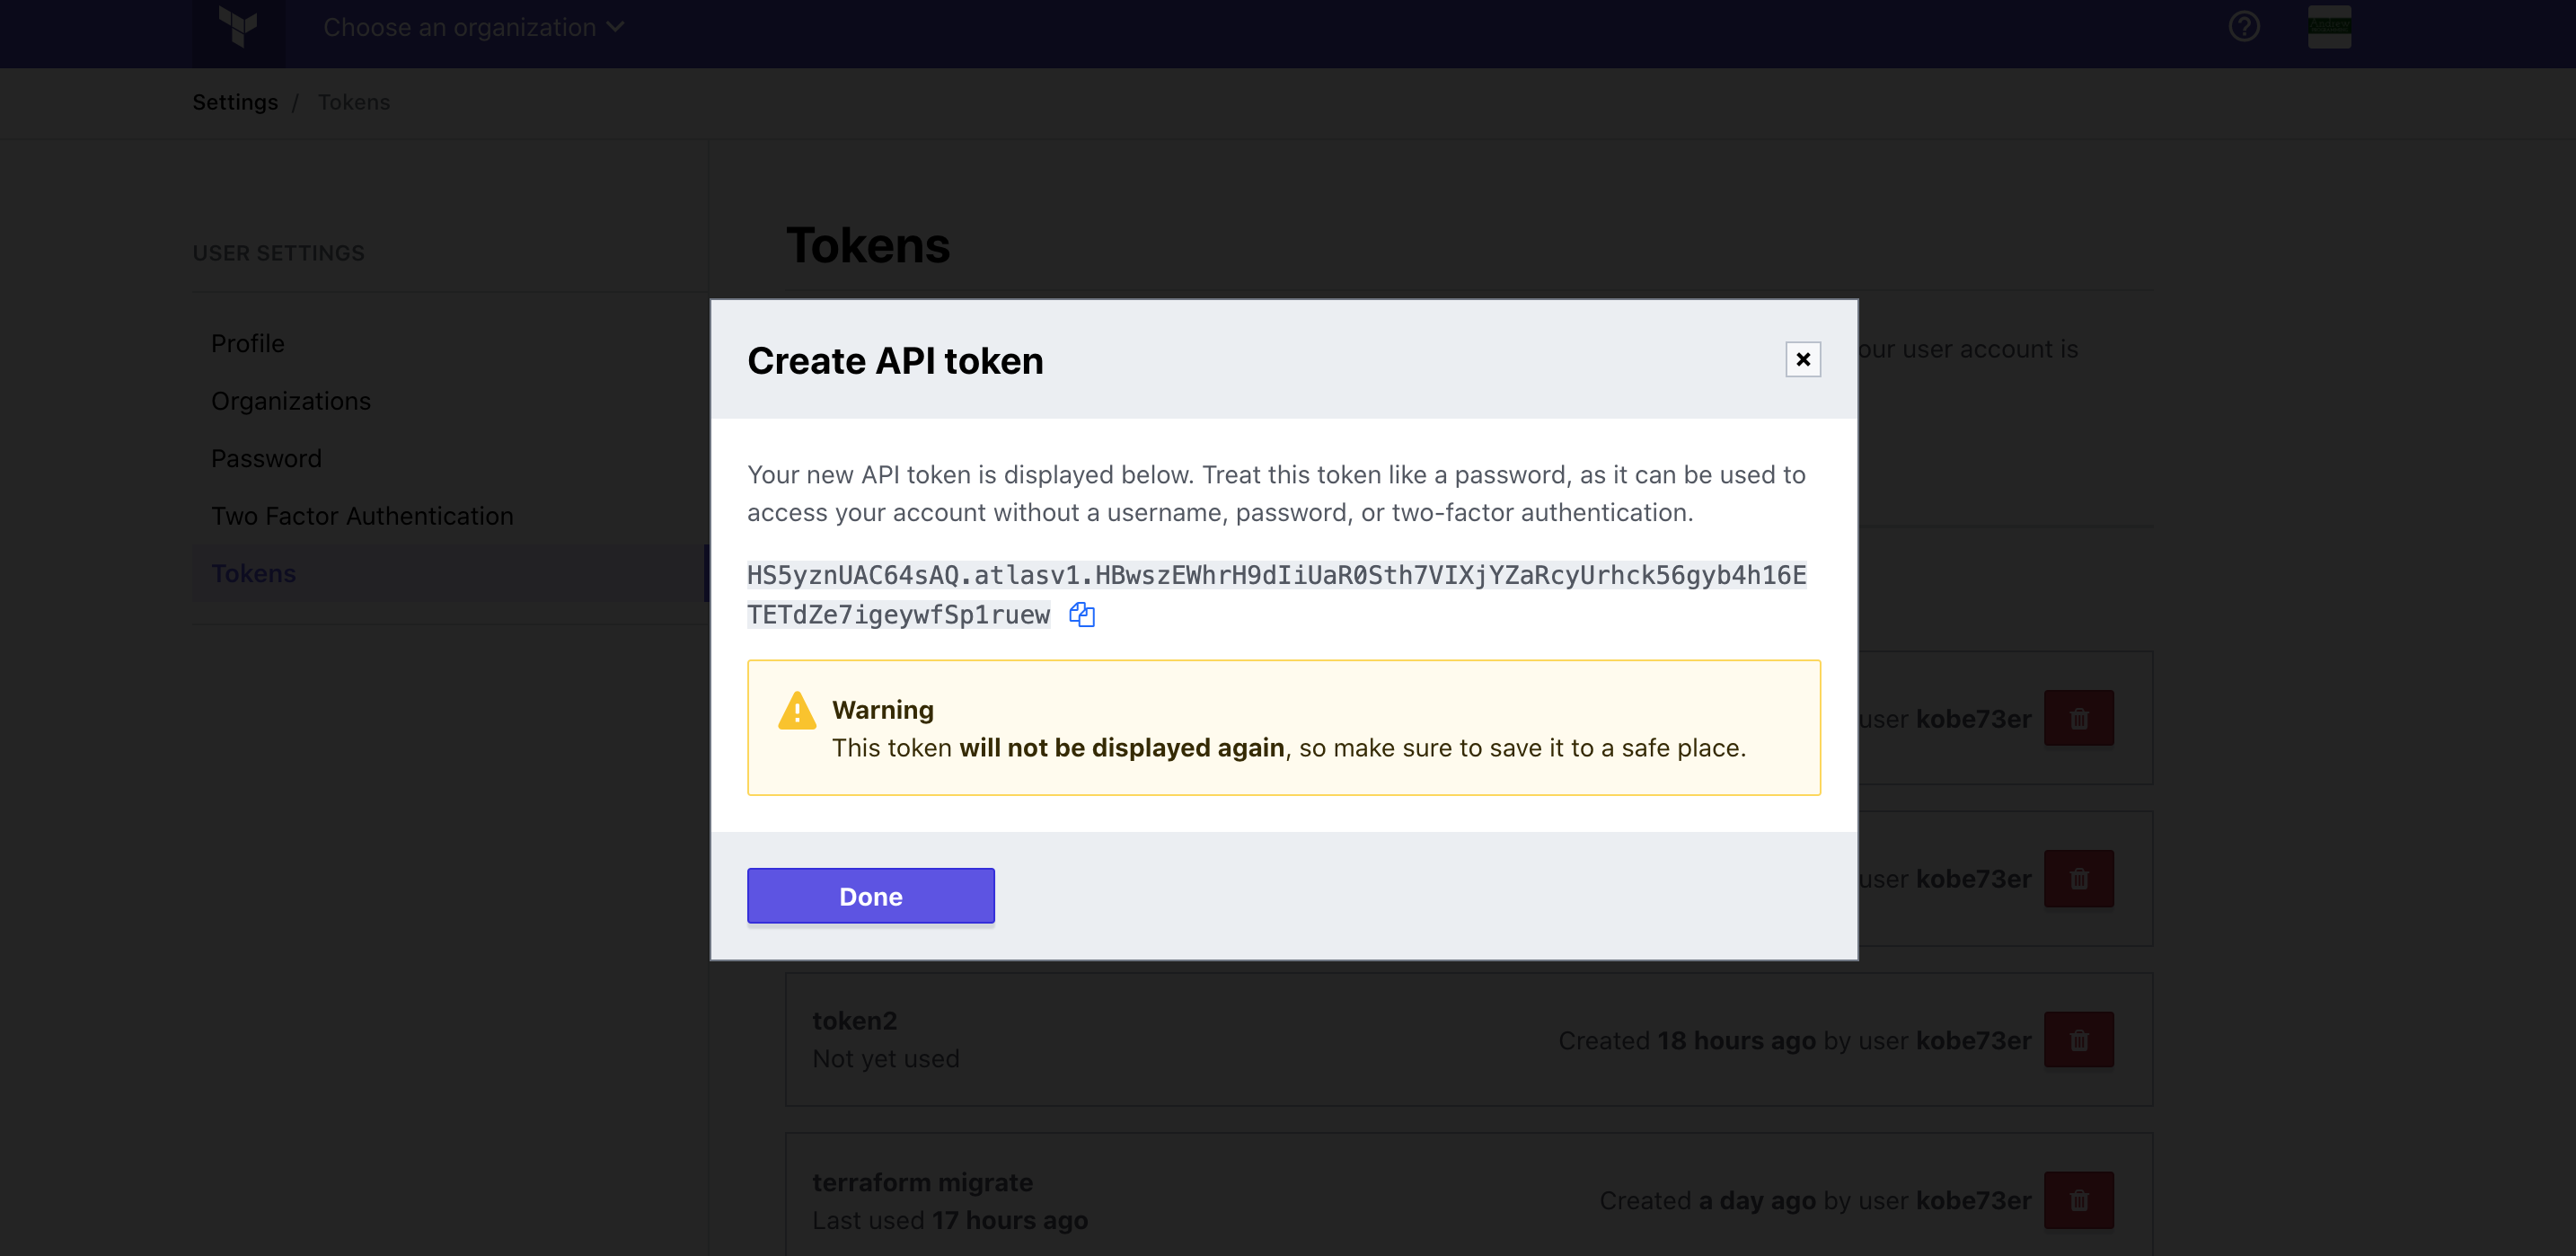 Choose an organization
Settings / Tokens
USER SETTINGS
Profile
Organizations
Password
Two Factor Authentication
Tokens
Tokens
our user account is
Create API token
Your new API token is displayed below. Treat this token like a password, as it can be used to
access your account without a username, password, or two-factor authentication.
HS5yznUAC64sAQ.atlasv1.HBwszEWhrH9dIiUaR0Sth7VIXjYZaRcyUrhck56gyb4h16E
TETdZe7igeywfSp1ruew
Warning
This token will not be displayed again, so make sure to save it to a safe place.
Done
user kobe73er
user kobe73er
token2
Not yet used
Created 18 hours ago by user kobe73er
terraform migrate
Last used 17 hours ago
Created a day ago by user kobe73er